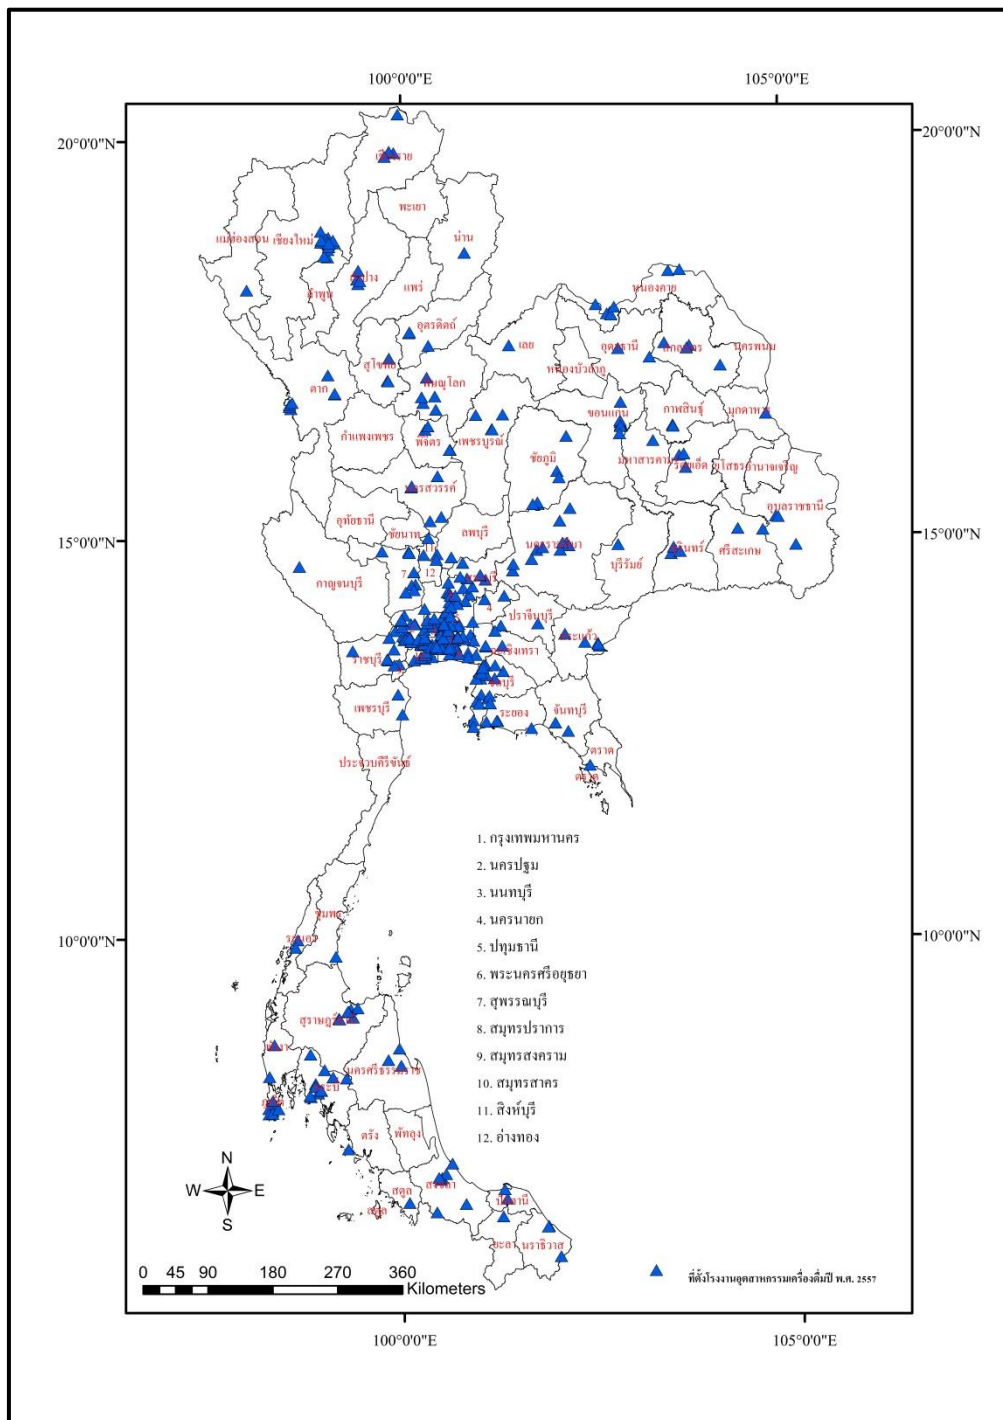 100°0'0"E 105°0'0"E
20°0'0"N 20°0'0"N
เชียงราย
พะเยา
แม่ฮ่องสอน เชียงใหม่ น่าน
ลำปาง
ลำพูน แพร่ หนองคาย
อุตรดิตถ์
สุโขทัย เลย อุดรธานี สกลนคร นครพนม
หนองบัวลำภู
ตาก พิษณุโลก
ขอนแก่น กาฬสินธุ์ มุกดาหาร
กำแพงเพชร พิจิตร เพชรบูรณ์
ชัยภูมิ มหาสารคาม ร้อยเอ็ด ยโสธร อำนาจเจริญ
นครสวรรค์
อุทัยธานี ชัยนาท ลพบุรี อุบลราชธานี
15°0'0"N 15°0'0"N
11 นครราชสีมา สุรินทร์ ศรีสะเกษ
บุรีรัมย์
กาญจนบุรี 7 12 สระบุรี
4 ปราจีนบุรี
สระแก้ว
ราชบุรี ฉะเชิงเทรา
ชลบุรี
เพชรบุรี ระยอง จันทบุรี
ตราด
ประจวบคีรีขันธ์ ตราด
1. กรุงเทพมหานคร
2. นครปฐม
3. นนทบุรี
4. นครนายก
5. ปทุมธานี
6. พระนครศรีอยุธยา
7. สุพรรณบุรี
8. สมุทรปราการ
9. สมุทรสงคราม
10. สมุทรสาคร
11. สิงห์บุรี
12. อ่างทอง
ชุมพร
ระนอง
10°0'0"N 10°0'0"N
สุราษฎร์ธานี
พังงา
นครศรีธรรมราช
กระบี่
ภูเก็ต
ตรัง พัทลุง
สงขลา
สตูล ปัตตานี
สตูล
ยะลา นราธิวาส
N
W E
S
0 45 90 180 270 360
Kilometers
ที่ตั้งโรงงานอุตสาหกรรมเครื่องดื่มปี พ.ศ. 2557
100°0'0"E 105°0'0"E